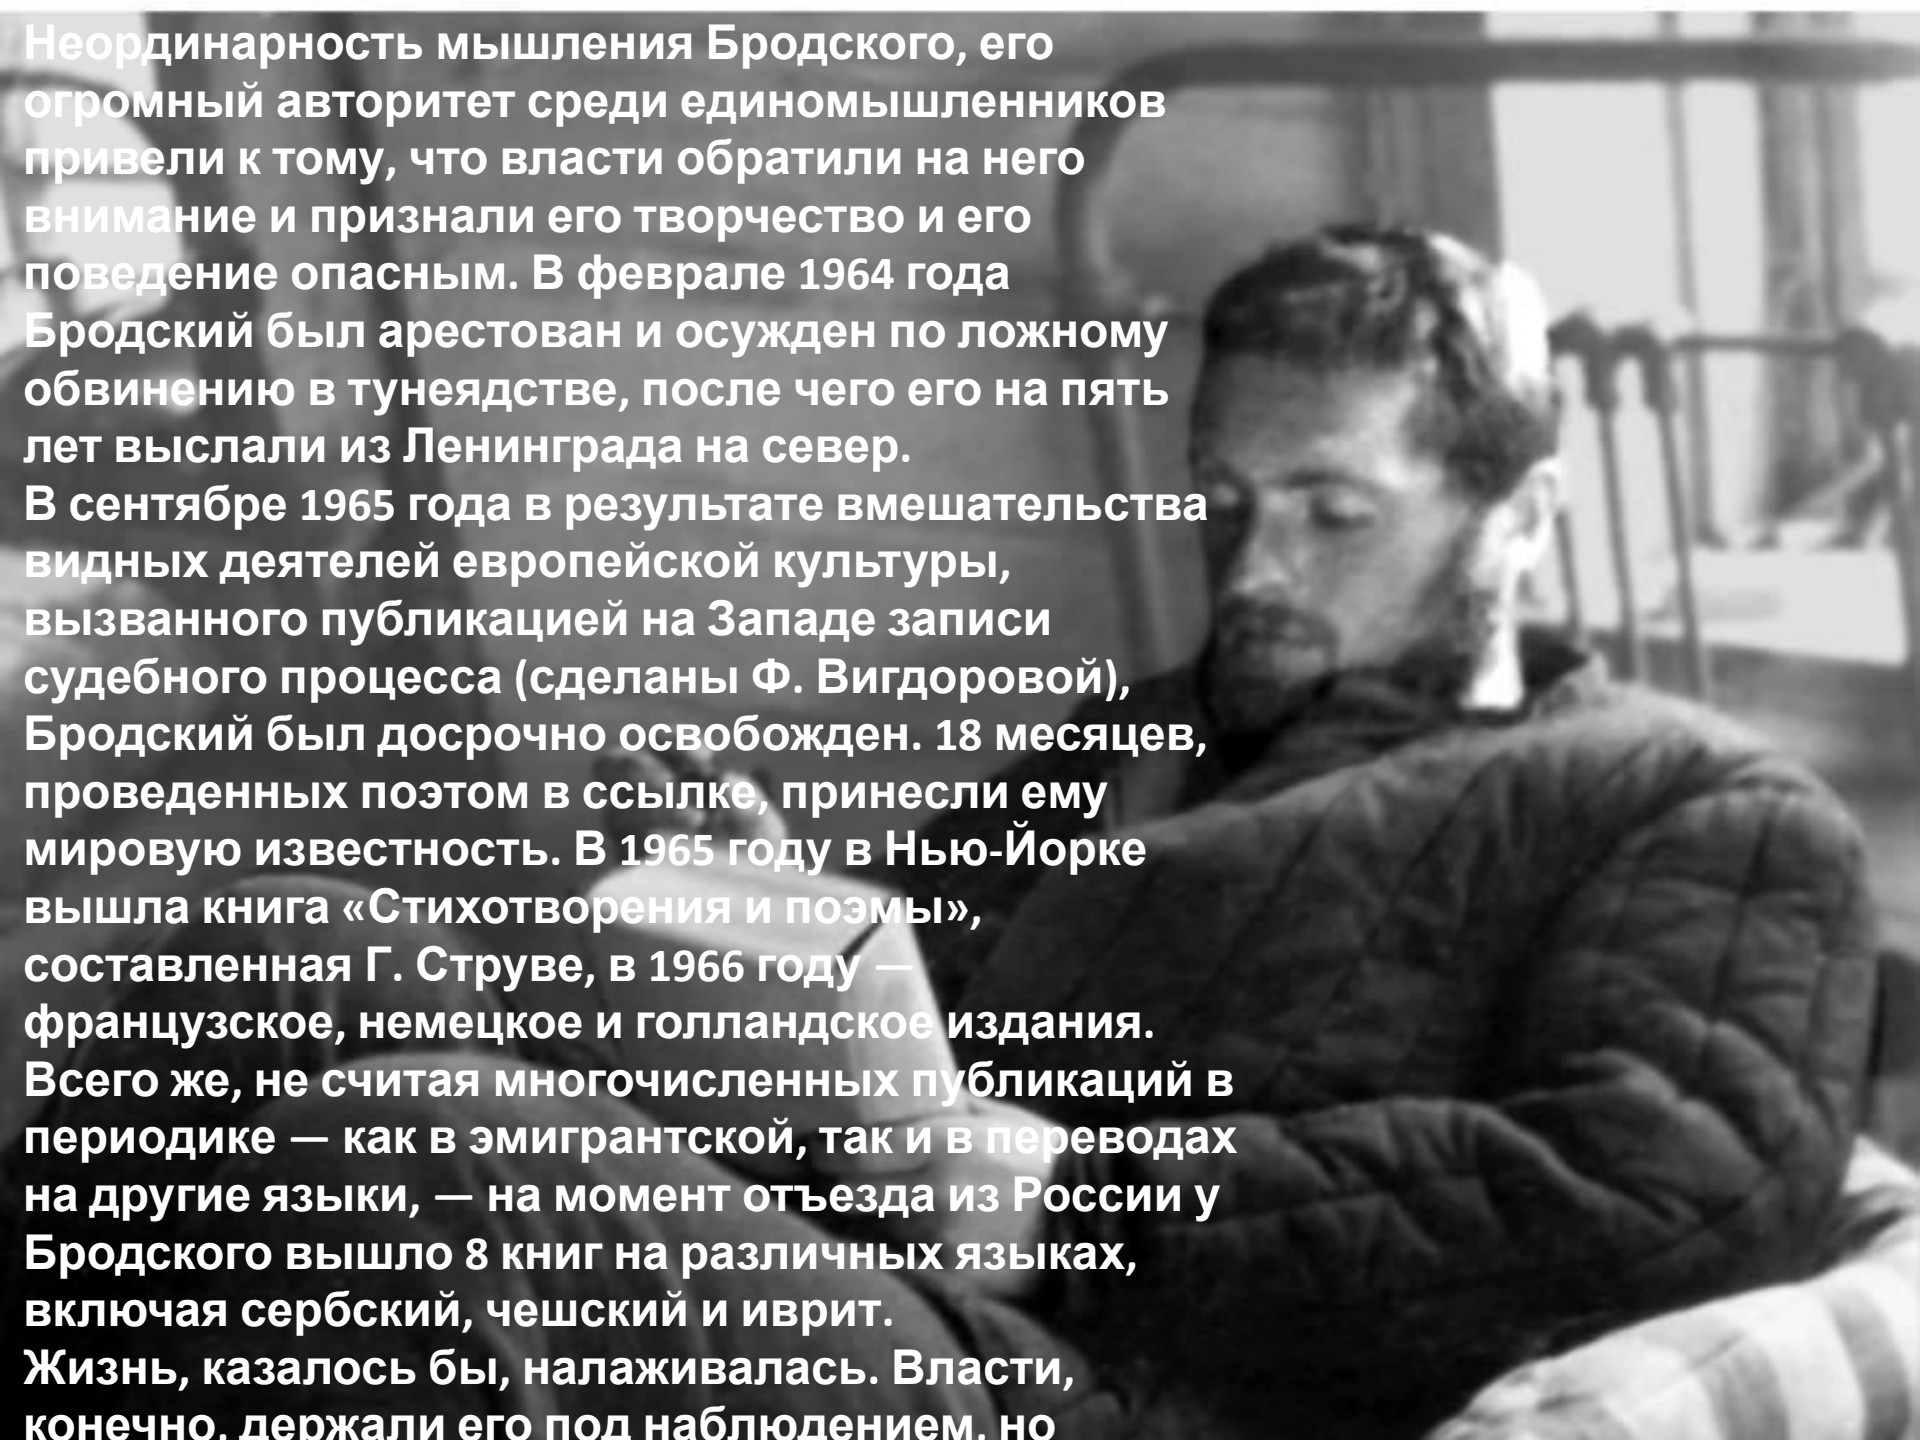 Неординарность мышления Бродского, его
огромный авторитет среди единомышленников
привели к тому, что власти обратили на него
внимание и признали его творчество и его
поведение опасным. В феврале 1964 года
Бродский был арестован и осужден по ложному
обвинению в тунеядстве, после чего его на пять
лет выслали из Ленинграда на север.
В сентябре 1965 года в результате вмешательства
видных деятелей европейской культуры,
вызванного публикацией на Западе записи
судебного процесса (сделаны Ф. Вигдоровой),
Бродский был досрочно освобожден. 18 месяцев,
проведенных поэтом в ссылке, принесли ему
мировую известность. В 1965 году в Нью-Йорке
вышла книга «Стихотворения и поэмы»,
составленная Г. Струве, в 1966 году —
французское, немецкое и голландское издания.
Всего же, не считая многочисленных публикаций в
периодике — как в эмигрантской, так и в переводах
на другие языки, — на момент отъезда из России у
Бродского вышло 8 книг на различных языках,
включая сербский, чешский и иврит.
Жизнь, казалось бы, налаживалась. Власти,
конечно, держали его под наблюдением, но